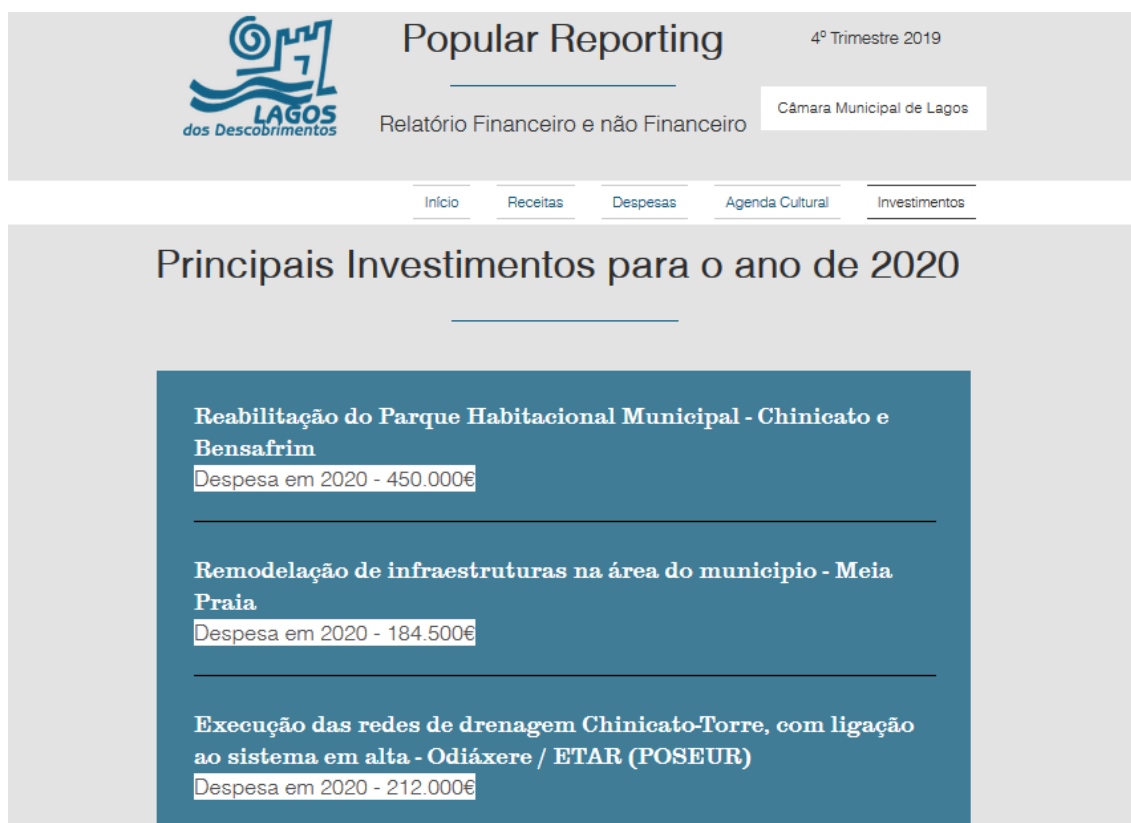 LAGOS
dos Descobrimentos
Popular Reporting
Relatório Financeiro e não Financeiro
4º Trimestre 2019
Câmara Municipal de Lagos
Início Receitas Despesas Agenda Cultural Investimentos
Principais Investimentos para o ano de 2020
Reabilitação do Parque Habitacional Municipal - Chinicato e
Bensafrim
Despesa em 2020 - 450.000€
Remodelação de infraestruturas na área do municipio - Meia
Praia
Despesa em 2020 - 184.500€
Execução das redes de drenagem Chinicato-Torre, com ligação
ao sistema em alta - Odiáxere / ETAR (POSEUR)
Despesa em 2020 - 212.000€